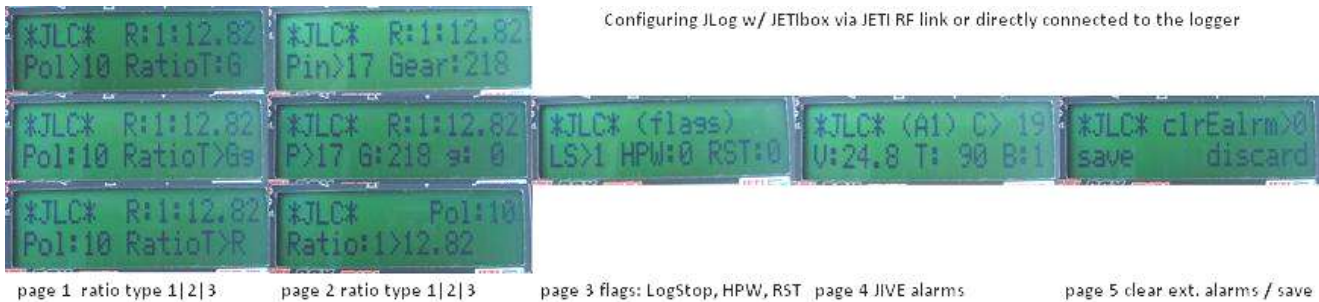 Configuring JLog w/ JETIbox via JETI RF link or directly connected to the logger
*JLC* R:1:12.82
Pol>10 RatioT:G
*JLC* R:1:12.82
Pin>17 Gear:218
*JLC* R:1:12.82
Pol:10 RatioT>Gg
*JLC* R:1:12.82
P>17 G:218 g: 0
*JLC* (flags)
LS>1 HPW:0 RST:0
*JLC* (A1) C> 19
V:24.8 T: 90 B:1
*JLC* clrEalrm>0
save discard
*JLC* R:1:12.82
Pol:10 RatioT>R
*JLC* Pol:10
Ratio:1>12.82
page 1 ratio type 1|2|3
page 2 ratio type 1|2|3
page 3 flags: LogStop, HPW, RST
page 4 JIVE alarms
page 5 clear ext. alarms / save